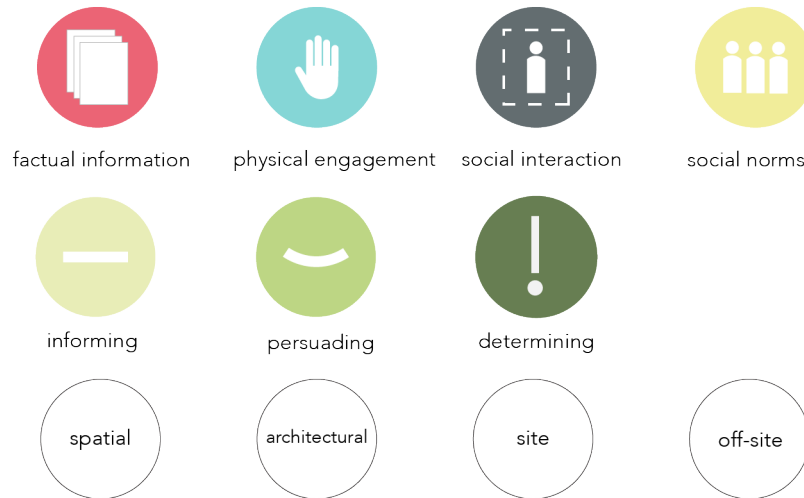 factual information
physical engagement
social interaction
social norms
informing
persuading
determining
spatial
architectural
site
off-site